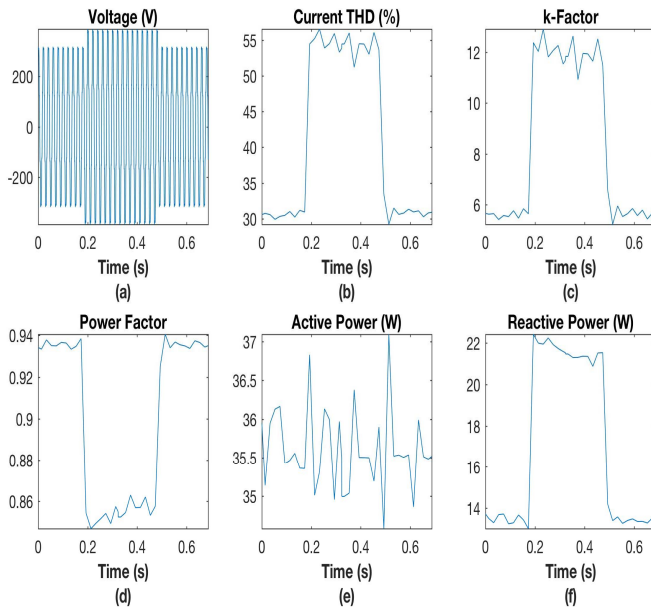 Voltage (V)
200
0
-200
0 0.2 0.4 0.6
Time (s)
(a)
Current THD (%)
55
50
45
40
35
30
0 0.2 0.4 0.6
Time (s)
(b)
k-Factor
12
10
8
6
0 0.2 0.4 0.6
Time (s)
(c)
Power Factor
0.94
0.92
0.9
0.88
0.86
0 0.2 0.4 0.6
Time (s)
(d)
Active Power (W)
37
36.5
36
35.5
35
0 0.2 0.4 0.6
Time (s)
(e)
Reactive Power (W)
22
20
18
16
14
0 0.2 0.4 0.6
Time (s)
(f)